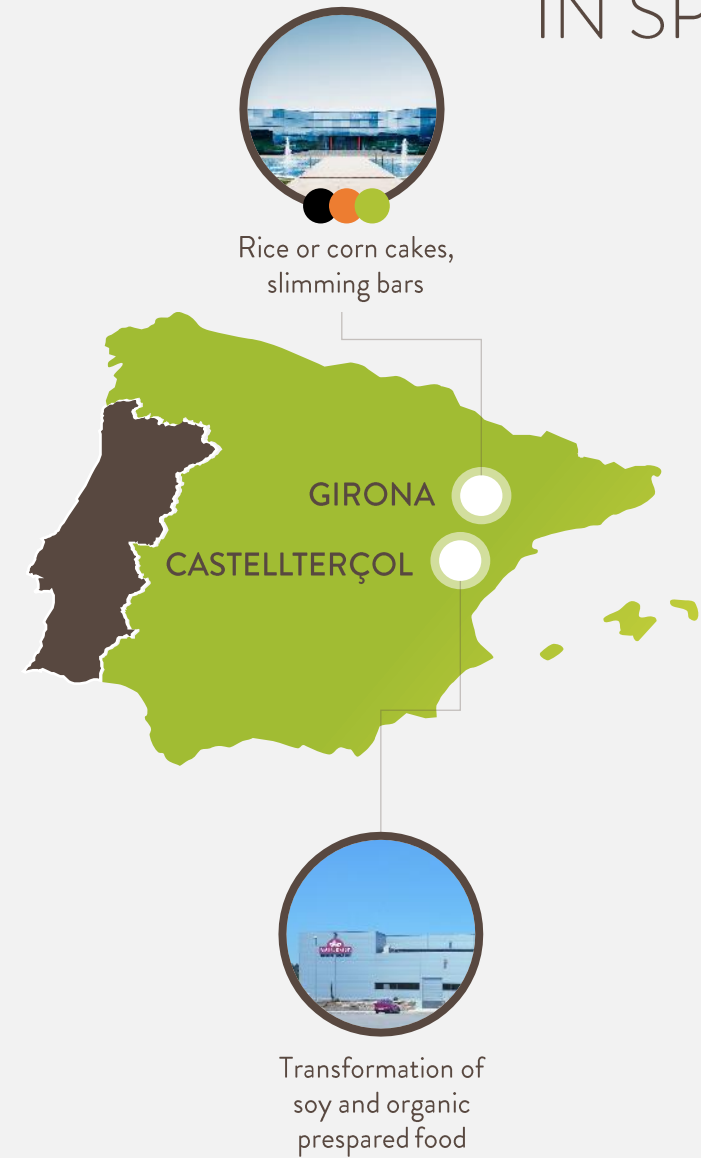 IN SP
Rice or corn cakes,
slimming bars
GIRONA
CASTELLTERÇOL
Transformation of
soy and organic
prespared food